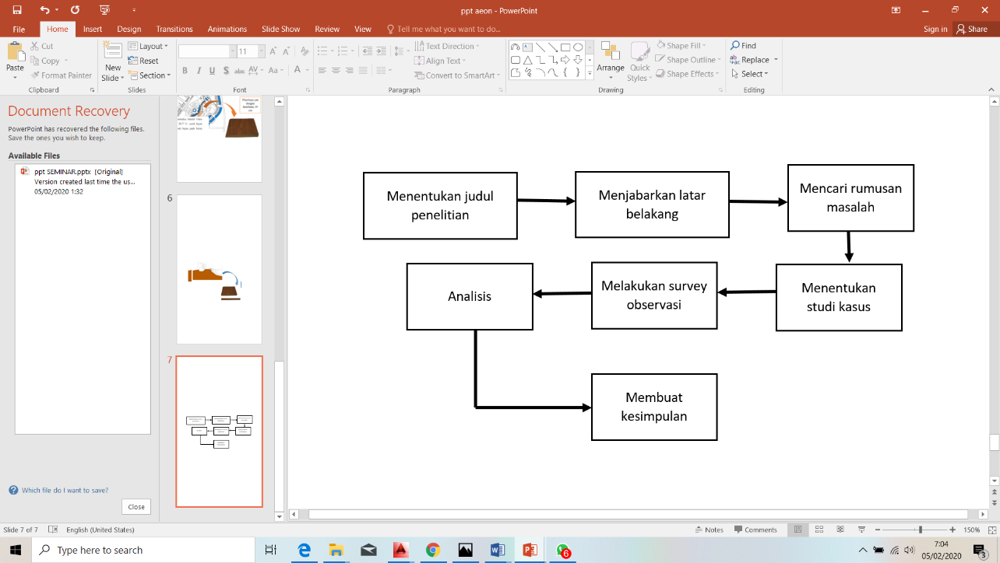 ppt aeon - PowerPoint
File Home Insert Design Transitions Animations Slide Show Review View Tell me what you want to do... Sign in Share
Paste
Cut
Copy
Format Painter
Clipboard
New
Slide
Layout
Reset
Section
Slides
11
B I U S abc AV Aa A
Font
Text Direction
Align Text
Convert to SmartArt
Paragraph
Arrange
Quick
Styles
Shape Fill
Shape Outline
Shape Effects
Drawing
Find
Replace
Select
Editing
Document Recovery
PowerPoint has recovered the following files.
Save the ones you wish to keep.
Available Files
ppt SEMINAR.pptx [Original]
Version created last time the us...
05/02/2020 1:32
Which file do I want to save?
Close
6
7
Menentukan judul
penelitian
Menjabarkan latar
belakang
Mencari rumusan
masalah
Menentukan
studi kasus
Melakukan survey
observasi
Analisis
Membuat
kesimpulan
Slide 7 of 7 English (United States) Notes Comments 150%
Type here to search
6
7:04
05/02/2020